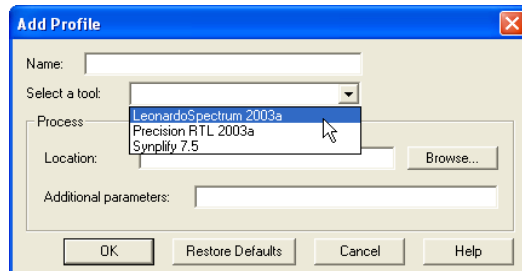 Add Profile
Name:
Select a tool:
LeonardoSpectrum 2003a
Process
Precision RTL 2003a
Synplify 7.5
Location:
Browse...
Additional parameters:
OK Restore Defaults Cancel Help